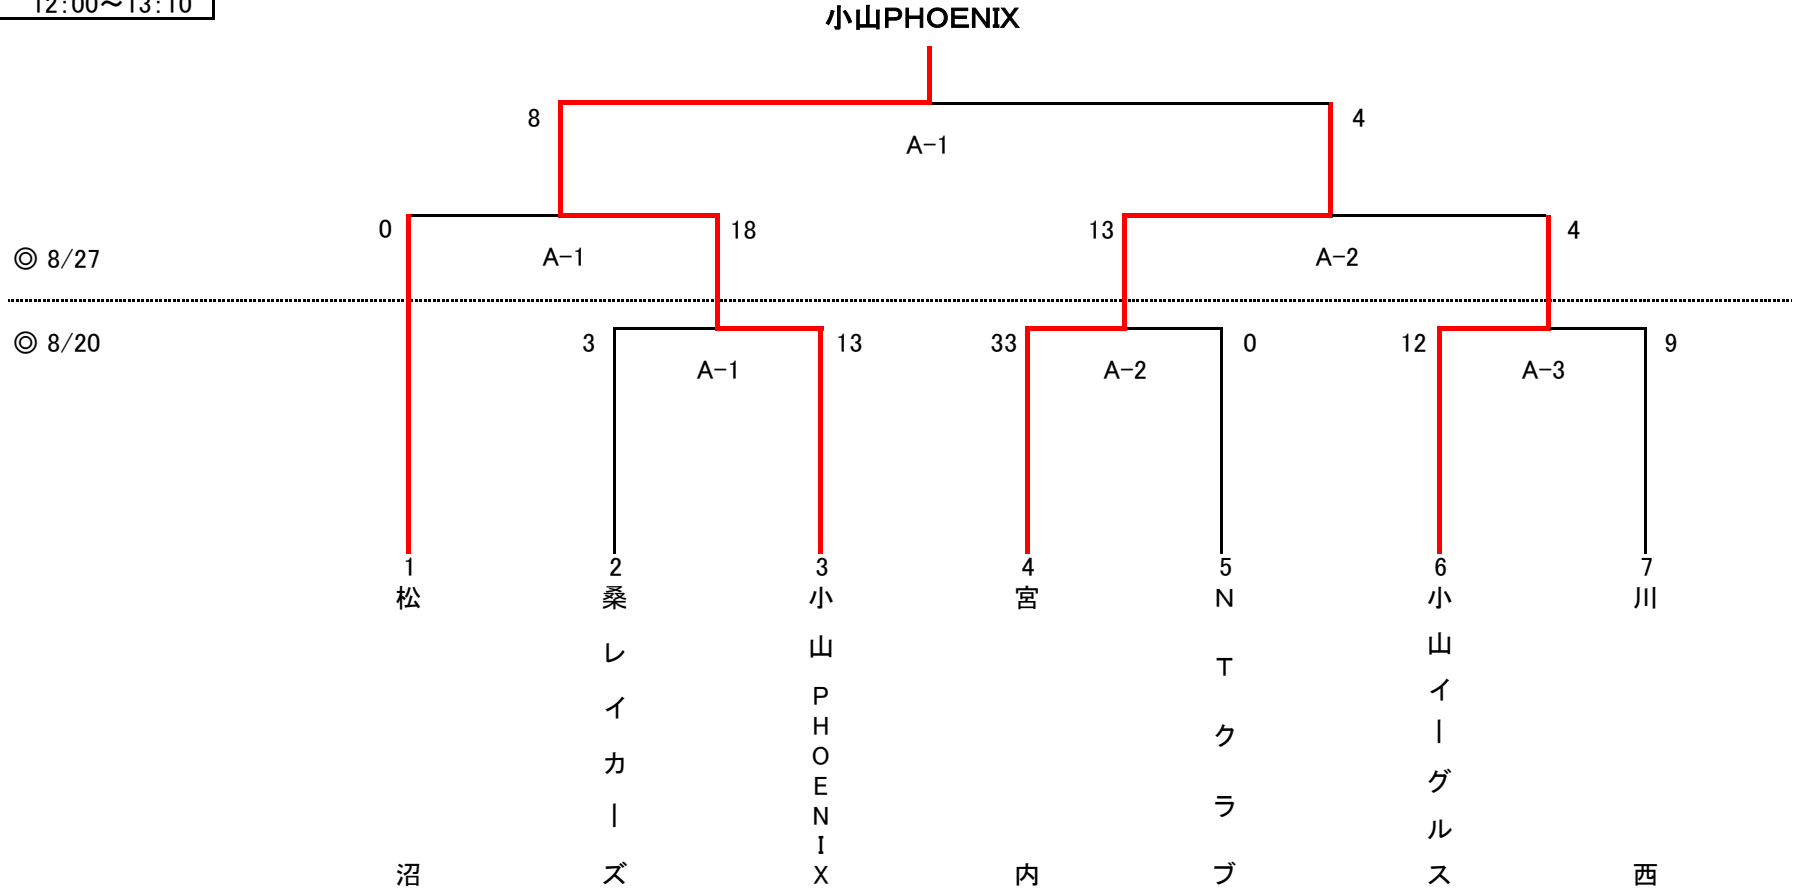 12:00～13:10
小山PHOENIX
8
4
A-1
0
18
13
4
◎ 8/27
A-1
A-2
◎ 8/20
3
13
33
0
12
9
A-1
A-2
A-3
1
2
3
4
5
6
7
松沼
桑レイカーズ
小山PHOENIX
宮内
NTクラブ
小山イーグルス
川西